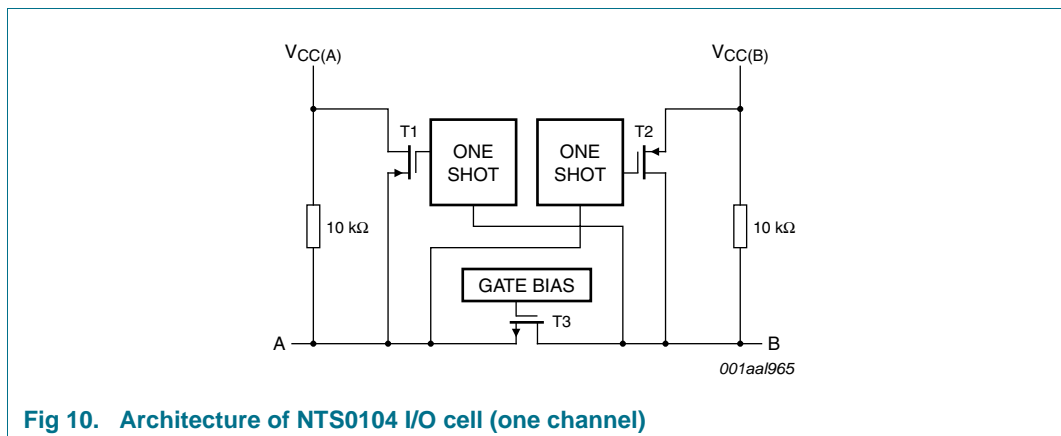 VCC(A)
VCC(B)
T1
ONE
SHOT
ONE
SHOT
T2
10 kΩ
10 kΩ
GATE BIAS
T3
A
B
001aal965
Fig 10. Architecture of NTS0104 I/O cell (one channel)